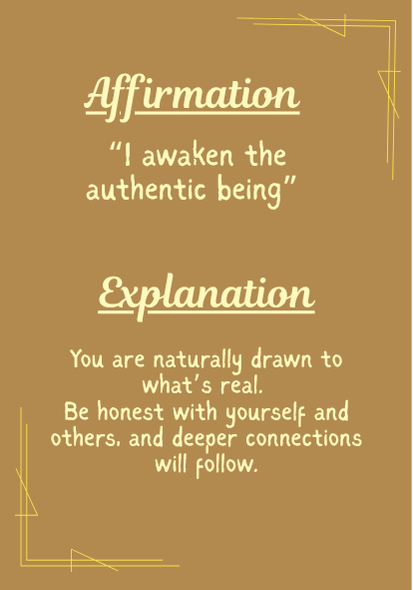 Affirmation
“I awaken the
authentic being”
Explanation
You are naturally drawn to
what's real.
Be honest with yourself and
others, and deeper connections
will follow.